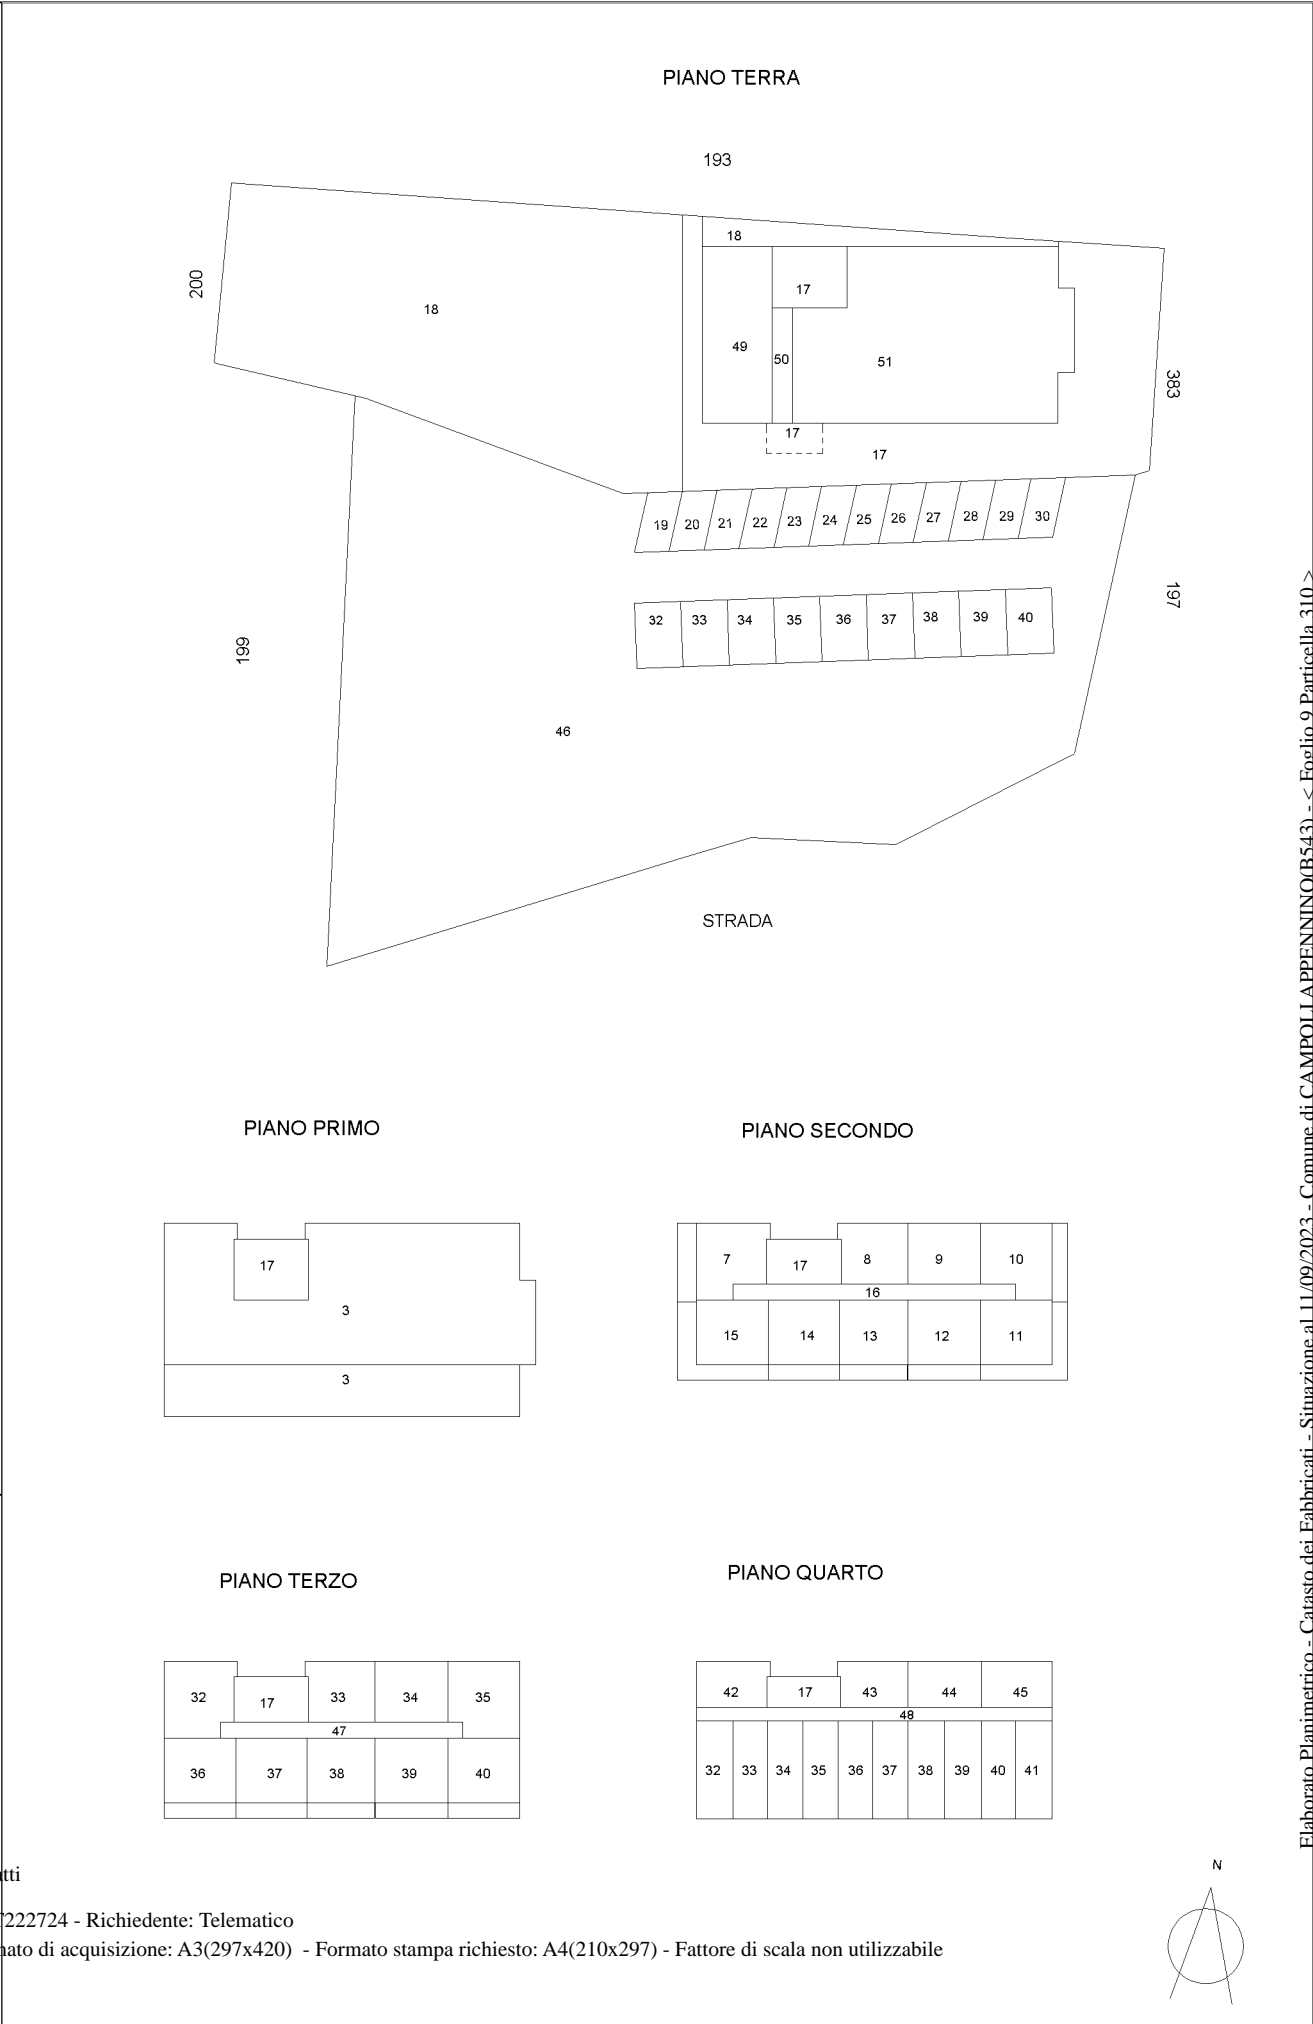 PIANO TERRA
193
18
200
17
18
49
50
51
383
17
17
19 20 21 22 23 24 25 26 27 28 29 30
197
32 33 34 35 36 37 38 39 40
199
46
STRADA
PIANO PRIMO
17
3
3
PIANO SECONDO
7 17 8 9 10
16
15 14 13 12 11
PIANO TERZO
32 17 33 34 35
47
36 37 38 39 40
PIANO QUARTO
42 17 43 44 45
48
32 33 34 35 36 37 38 39 40 41
N
222724 - Richiedente: Telematico
di acquisizione: A3(297x420) - Formato stampa richiesto: A4(210x297) - Fattore di scala non utilizzabile
Elaborato Planimetrico - Catasto dei Fabbricati - Situazione al 11/09/2023 - Comune di CAMPOLI APPENNINO(B543) - < Foglio 9 Particella 310 >